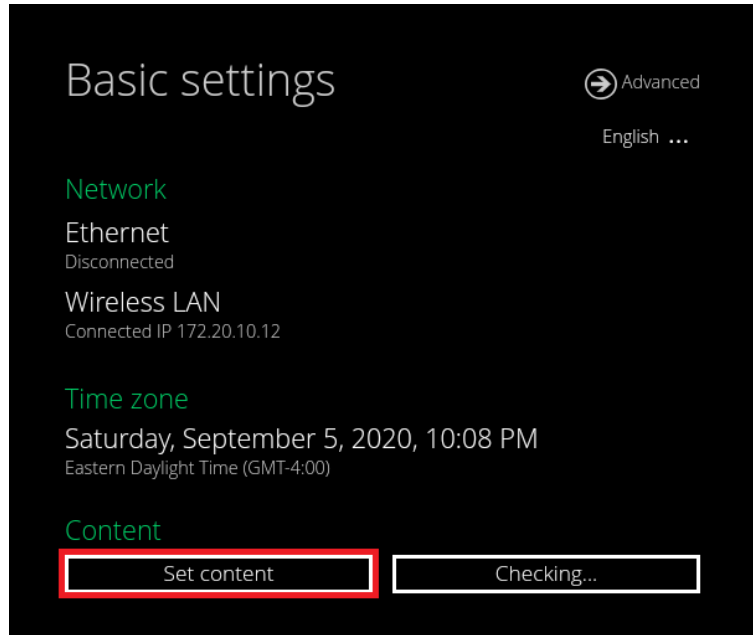 Basic settings
Advanced
English ...
Network
Ethernet
Disconnected
Wireless LAN
Connected IP 172.20.10.12
Time zone
Saturday, September 5, 2020, 10:08 PM
Eastern Daylight Time (GMT-4:00)
Content
Set content
Checking...